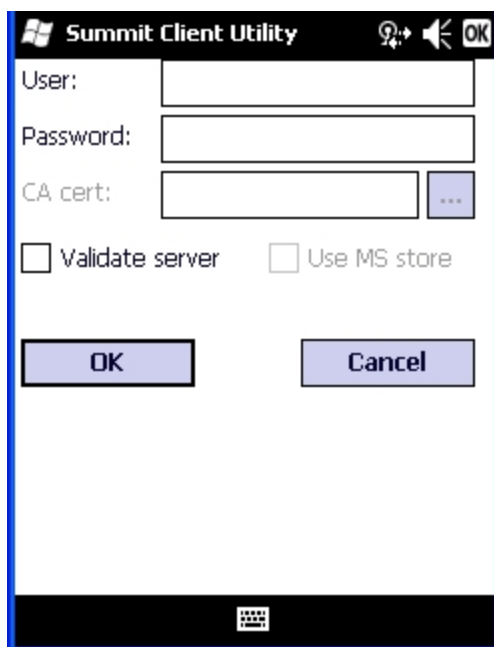 Summit Client Utility OK
User:
Password:
CA cert: ...
Validate server Use MS store
OK Cancel